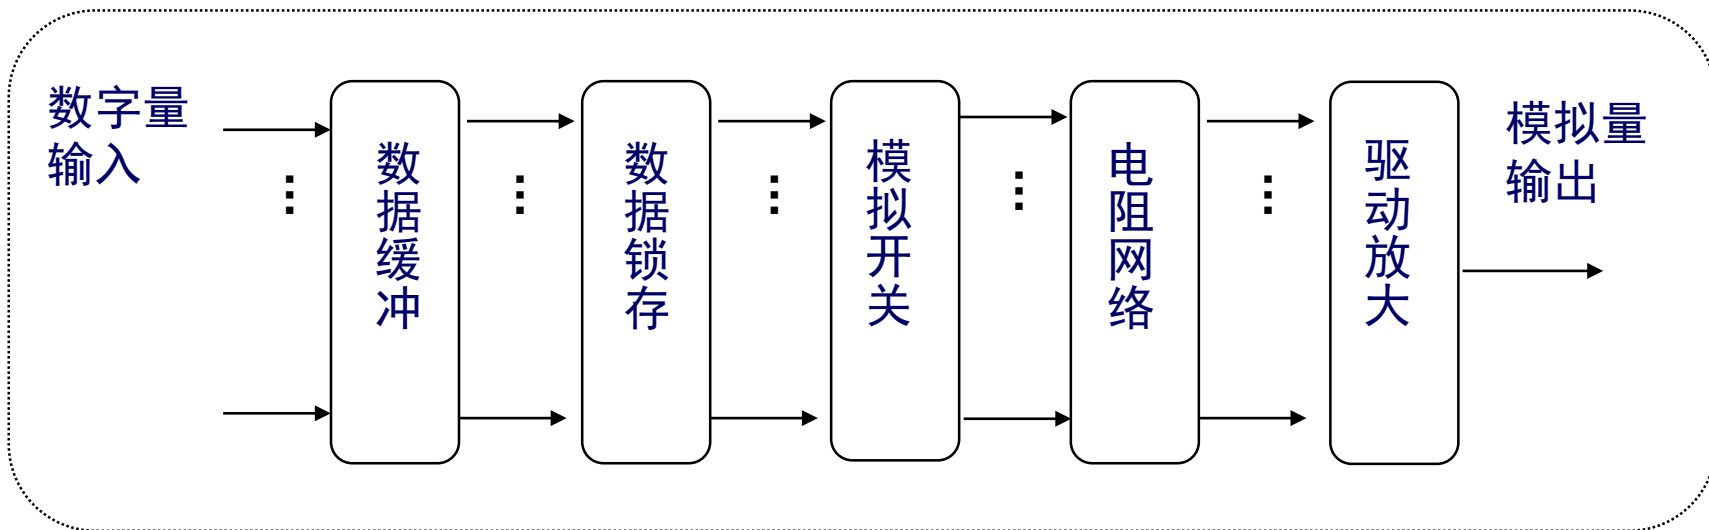 数字量
输入
数据缓冲
数据锁存
模拟开关
电阻网络
驱动放大
模拟量
输出